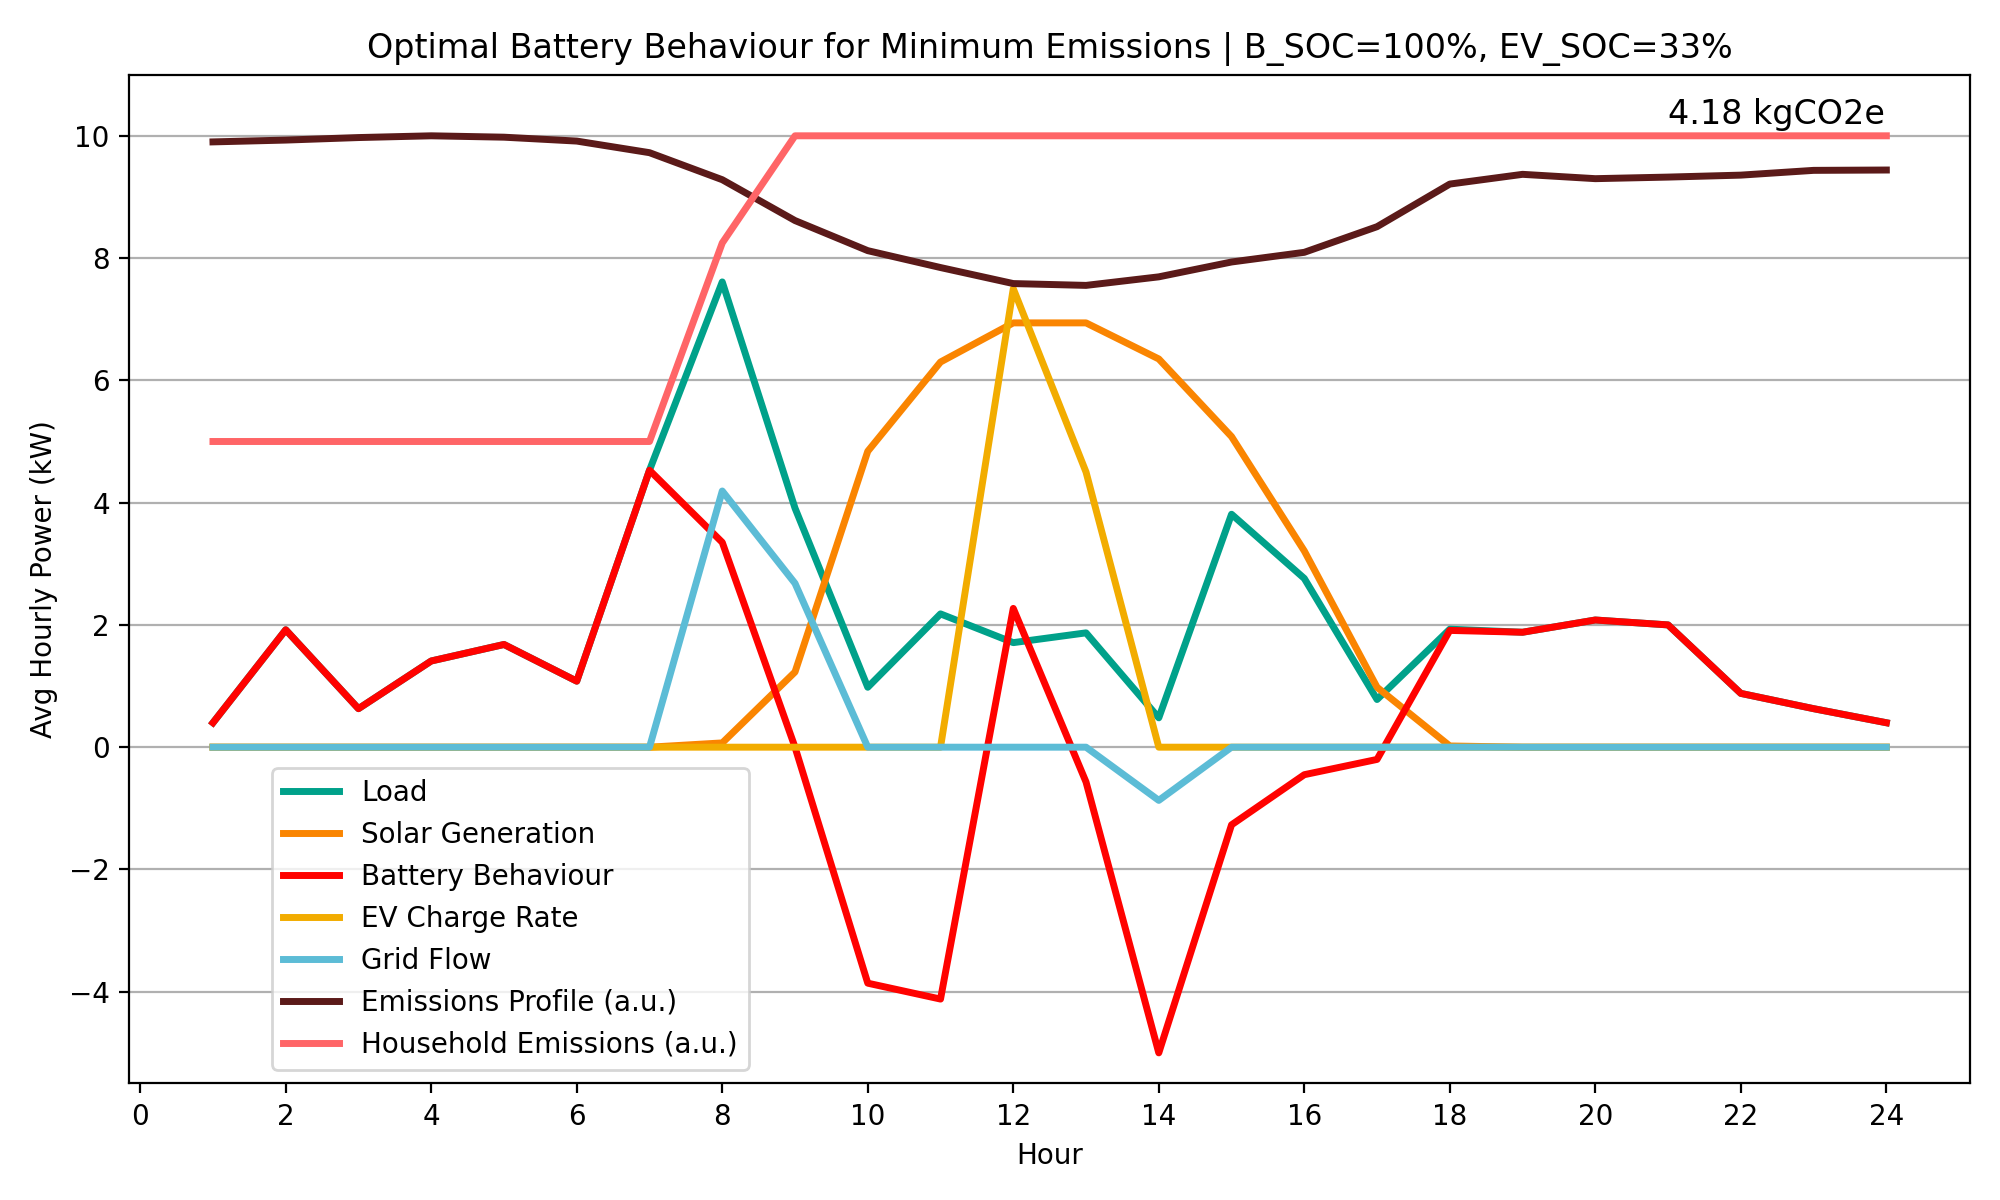 Optimal Battery Behaviour for Minimum Emissions | B_SOC=100%, EV_SOC=33%
4.18 kgCO2e
10
8
6
4
2
0
−2
−4
Avg Hourly Power (kW)
Load
Solar Generation
Battery Behaviour
EV Charge Rate
Grid Flow
Emissions Profile (a.u.)
Household Emissions (a.u.)
0 2 4 6 8 10 12 14 16 18 20 22 24
Hour